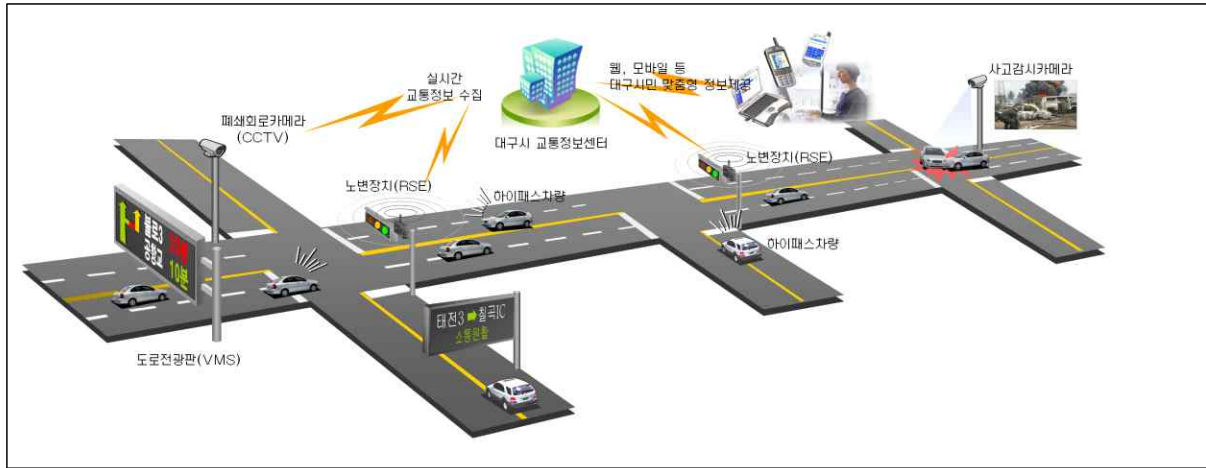 실시간
교통정보 수집
웹, 모바일 등
대구시민 맞춤형 정보제공
사고감시카메라
폐쇄회로카메라
(CCTV)
대구시 교통정보센터
노변장치(RSE)
노변장치(RSE)
하이패스차량
하이패스차량
10분
태전3 ➡ 칠곡IC
소통원활
도로전광판(VMS)